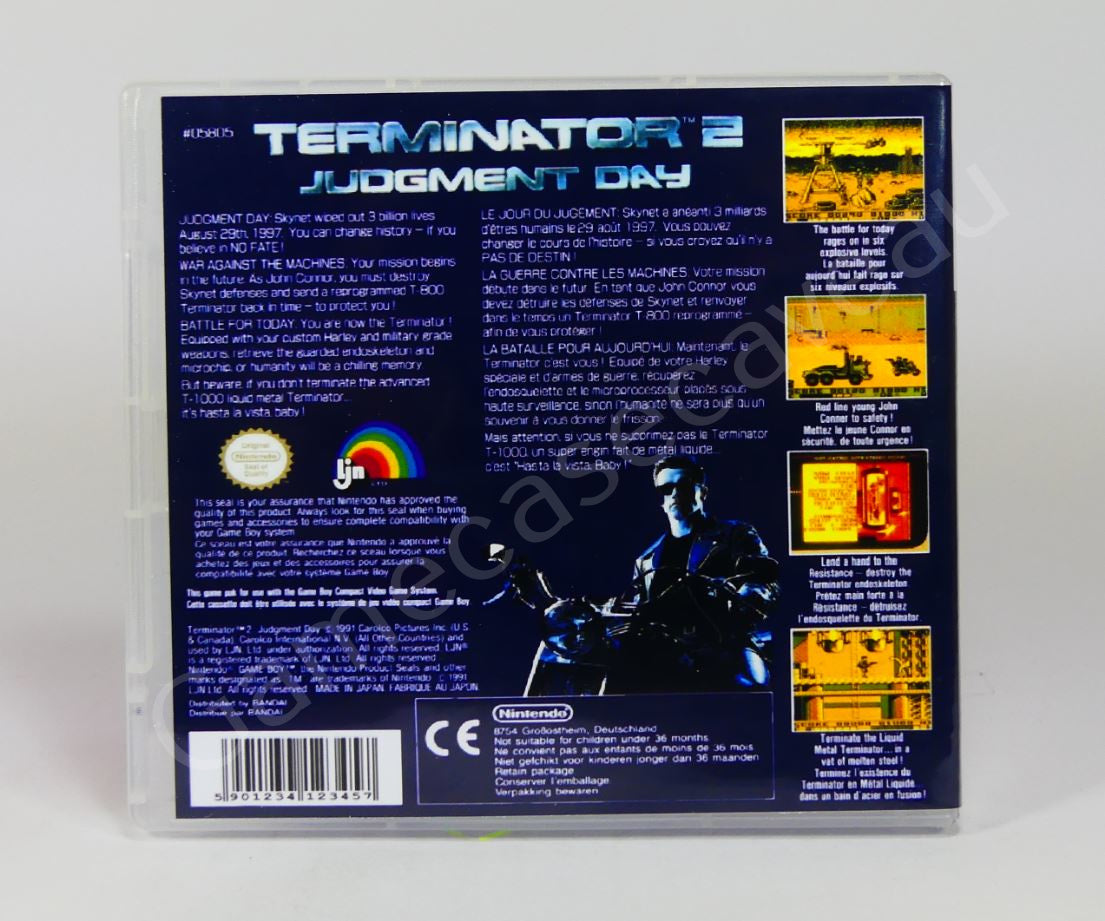 #05805
TERMINATOR™ 2
JUDGMENT DAY
JUDGMENT DAY: Skynet wiped out 3 billion lives
August 29th, 1997. You can change history – if you
believe in NO FATE!
WAR AGAINST THE MACHINES. Your mission begins
in the future. As John Connor, you must destroy
Skynet defenses and send a reprogrammed T-800
Terminator back in time – to protect you!
BATTLE FOR TODAY. You are now the Terminator!
Equipped with your custom Harley and military grade
weapons, retrieve the guarded endoskeleton and
microchip, or humanity will be a chilling memory.
But beware, if you don't terminate the advanced
T-1000 liquid metal Terminator...
it's hasta la vista, baby!
LE JOUR DU JUGEMENT: Skynet a anéanti 3 milliards
d'êtres humains le 29 août 1997. Vous pouvez
changer le cours de l'histoire – si vous croyez qu'il n'y a
PAS DE DESTIN!
LA GUERRE CONTRE LES MACHINES. Votre mission
débute dans le futur. En tant que John Connor vous
devez détruire les défenses de Skynet et renvoyer
dans le temps un Terminator T-800 reprogrammé –
afin de vous protéger!
LA BATAILLE POUR AUJOURD'HUI: Maintenant, le
Terminator c'est vous! Equipé de votre Harley
spéciale et d'armes de guerre, récupérez
l'endosquelette et le microprocesseur placés sous
haute surveillance, sinon l'humanité ne sera plus qu'un
souvenir à vous donner le frisson.
Mais attention, si vous ne supprimez pas le Terminator
T-1000, un super engin fait de métal liquide...
c'est "Hasta la vista, Baby!"
The battle for today
rages on in six
explosive levels.
La bataille pour
aujourd'hui fait rage sur
six niveaux explosifs.
Red line young John
Connor to safety!
Mettez le jeune Connor en
sécurité, de toute urgence!
Lend a hand to the
Resistance – destroy the
Terminator endoskeleton
Prêtez main forte à la
Résistance – détruisez
l'endosquelette du Terminator.
Terminate the Liquid
Metal Terminator... in a
vat of molten steel!
Terminez l'existence du
Terminator en Métal Liquide
dans un bain d'acier en fusion!
Original
Nintendo
Seal of
Quality
ljn
LTD
This seal is your assurance that Nintendo has approved the
quality of this product. Always look for this seal when buying
games and accessories to ensure complete compatibility with
your Game Boy system.
Ce sceau est votre assurance que Nintendo a approuvé la
qualité de ce produit. Recherchez ce sceau lorsque vous
achetez des jeux et des accessoires pour assurer la
compatibilité avec votre système Game Boy.
This game pak for use with the Game Boy Compact Video Game System.
Cette cassette doit être utilisée avec le système de jeu vidéo compact Game Boy
Terminator™ 2: Judgment Day © 1991 Carolco Pictures Inc. (U.S.
& Canada). Carolco International N.V. (All Other Countries) and
used by LJN, Ltd. under authorization. All rights reserved. LJN®
is a registered trademark of LJN, Ltd. All rights reserved.
Nintendo® GAME BOY™, the Nintendo Product Seals and other
marks designated as TM are trademarks of Nintendo. © 1991
LJN Ltd. All rights reserved. MADE IN JAPAN. FABRIQUE AU JAPON.
Distributed by BANDAI
Distribue par BANDAI
5 901234 123457
CE
Nintendo
8754 Großostheim, Deutschland
Not suitable for children under 36 months
Ne convient pas aux enfants de moins de 36 mois
Niet gefchikt voor kinderen jonger dan 36 maanden
Retain package
Conserver l'emballage
Verpakking bewaren